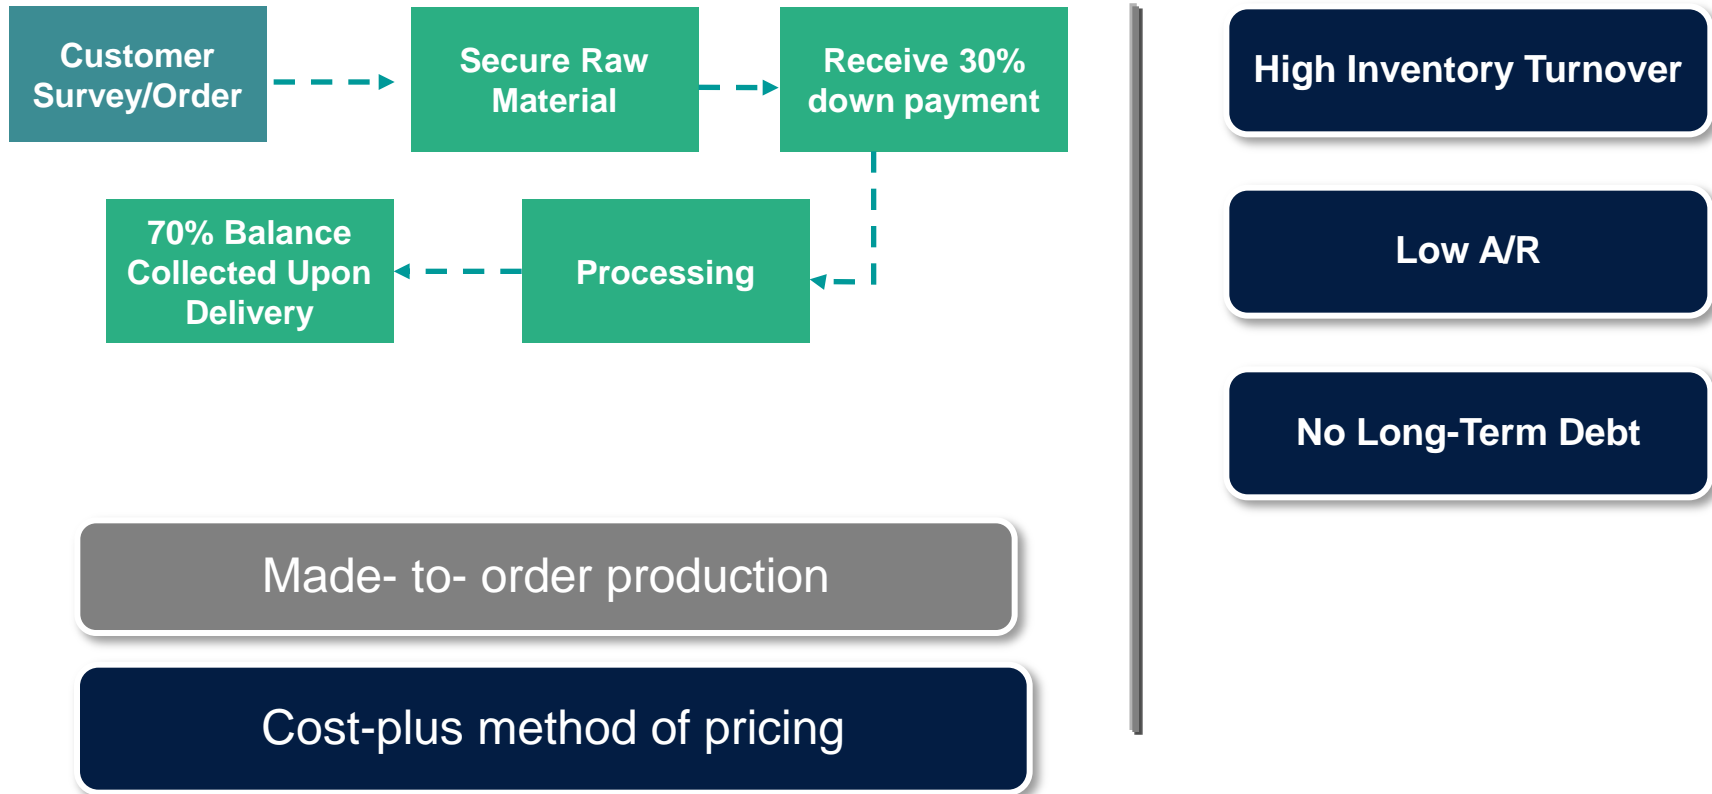 Customer
Survey/Order
Secure Raw
Material
Receive 30%
down payment
70% Balance
Collected Upon
Delivery
Processing
Made- to- order production
Cost-plus method of pricing
High Inventory Turnover
Low A/R
No Long-Term Debt